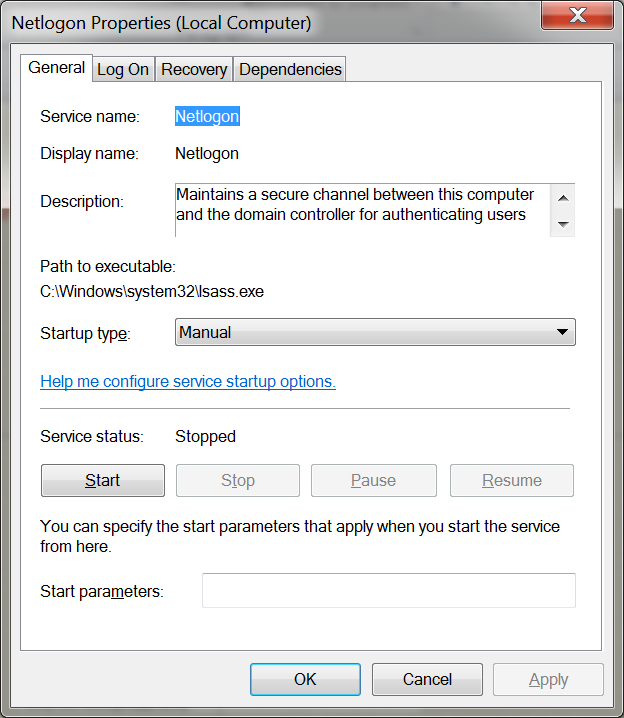 Netlogon Properties (Local Computer)
General Log On Recovery Dependencies
Service name: Netlogon
Display name: Netlogon
Description: Maintains a secure channel between this computer
and the domain controller for authenticating users
Path to executable:
C:\Windows\system32\lsass.exe
Startup type: Manual
Help me configure service startup options.
Service status: Stopped
Start Stop Pause Resume
You can specify the start parameters that apply when you start the service
from here.
Start parameters:
OK Cancel Apply